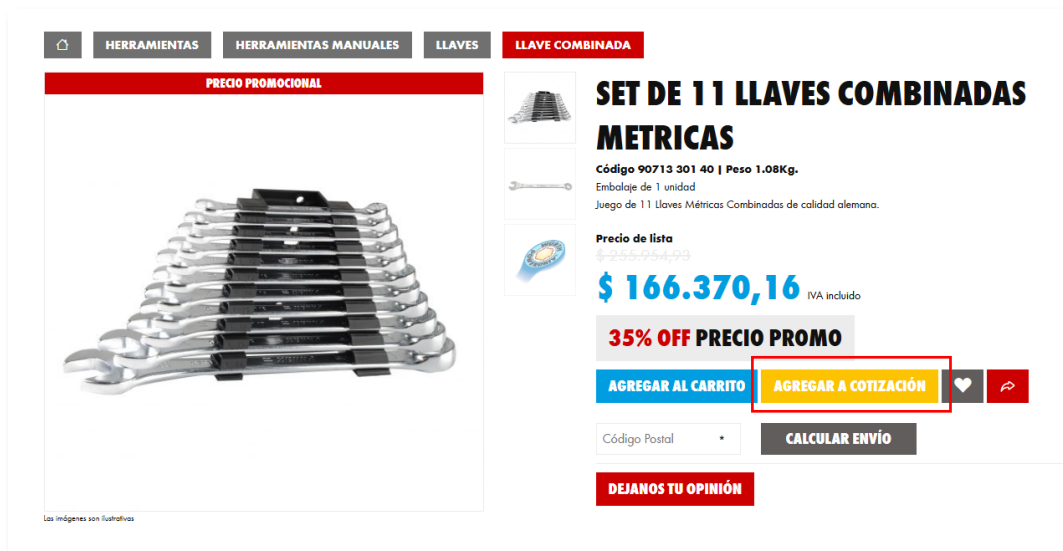 HERRAMIENTAS HERRAMIENTAS MANUALES LLAVES LLAVE COMBINADA
PRECIO PROMOCIONAL
SET DE 11 LLAVES COMBINADAS
METRICAS
Código 90713 301 40 | Peso 1.08Kg.
Embalaje de 1 unidad
Juego de 11 Llaves Métricas Combinadas de calidad alemana.
Precio de lista
$ 255.954,93
$ 166.370,16 IVA incluido
35% OFF PRECIO PROMO
AGREGAR AL CARRITO AGREGAR A COTIZACIÓN
Código Postal * CALCULAR ENVÍO
DEJANOS TU OPINIÓN
Las imágenes son ilustrativas